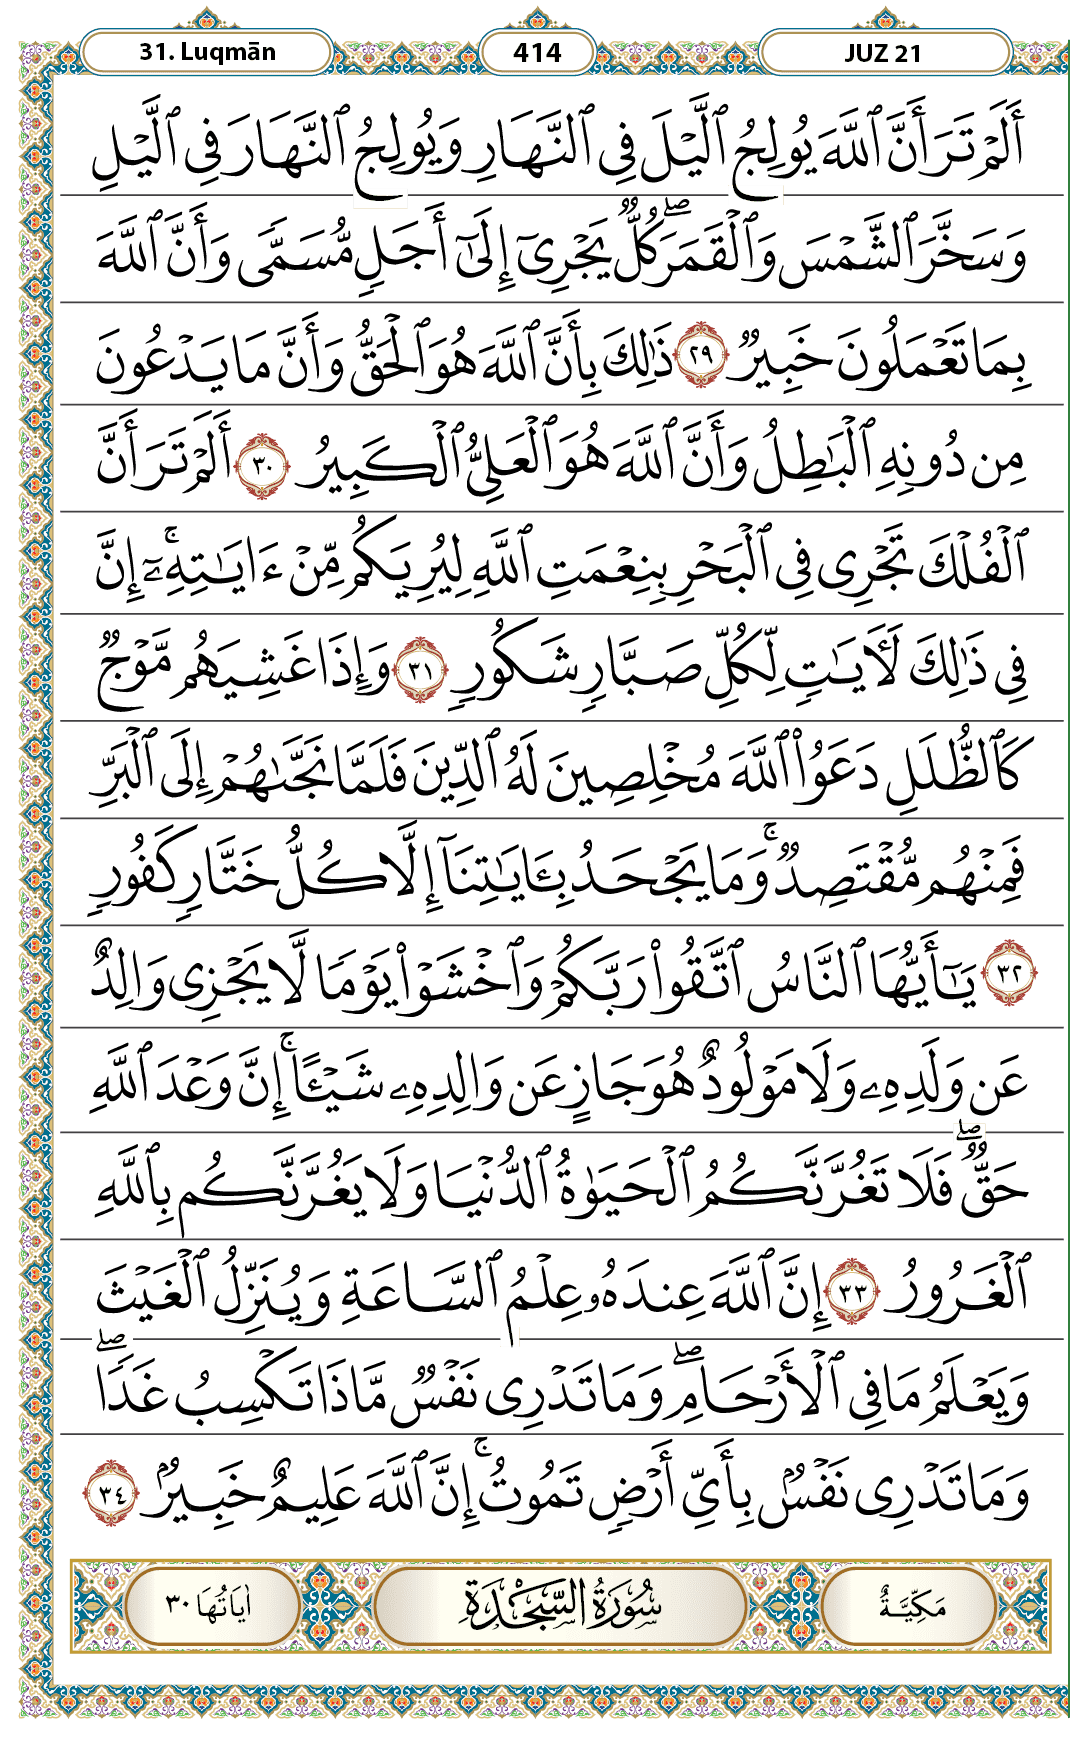 31. Luqmān 414 JUZ 21
أَلَمْ تَرَ أَنَّ ٱللَّهَ يُولِجُ ٱلَّيْلَ فِى ٱلنَّهَارِ وَيُولِجُ ٱلنَّهَارَ فِى ٱلَّيْلِ
وَسَخَّرَ ٱلشَّمْسَ وَٱلْقَمَرَ ۖ كُلٌّ يَجْرِىٓ إِلَىٰٓ أَجَلٍ مُّسَمًّى وَأَنَّ ٱللَّهَ
بِمَا تَعْمَلُونَ خَبِيرٌ ٢٩ ذَٰلِكَ بِأَنَّ ٱللَّهَ هُوَ ٱلْحَقُّ وَأَنَّ مَا يَدْعُونَ
مِن دُونِهِ ٱلْبَـٰطِلُ وَأَنَّ ٱللَّهَ هُوَ ٱلْعَلِىُّ ٱلْكَبِيرُ ٣٠ أَلَمْ تَرَ أَنَّ
ٱلْفُلْكَ تَجْرِى فِى ٱلْبَحْرِ بِنِعْمَتِ ٱللَّهِ لِيُرِيَكُم مِّنْ ءَايَـٰتِهِۦٓ ۚ إِنَّ
فِى ذَٰلِكَ لَـَٔايَـٰتٍ لِّكُلِّ صَبَّارٍ شَكُورٍ ٣١ وَإِذَا غَشِيَهُم مَّوْجٌ
كَٱلظُّلَلِ دَعَوُا۟ ٱللَّهَ مُخْلِصِينَ لَهُ ٱلدِّينَ فَلَمَّا نَجَّىٰهُمْ إِلَى ٱلْبَرِّ
فَمِنْهُم مُّقْتَصِدٌ ۚ وَمَا يَجْحَدُ بِـَٔايَـٰتِنَآ إِلَّا كُلُّ خَتَّارٍ كَفُورٍ
٣٢ يَـٰٓأَيُّهَا ٱلنَّاسُ ٱتَّقُوا۟ رَبَّكُمْ وَٱخْشَوْا۟ يَوْمًا لَّا يَجْزِى وَالِدٌ
عَن وَلَدِهِۦ وَلَا مَوْلُودٌ هُوَ جَازٍ عَن وَالِدِهِۦ شَيْـًٔا ۚ إِنَّ وَعْدَ ٱللَّهِ
حَقٌّ ۖ فَلَا تَغُرَّنَّكُمُ ٱلْحَيَوٰةُ ٱلدُّنْيَا وَلَا يَغُرَّنَّكُم بِٱللَّهِ
ٱلْغَرُورُ ٣٣ إِنَّ ٱللَّهَ عِندَهُۥ عِلْمُ ٱلسَّاعَةِ وَيُنَزِّلُ ٱلْغَيْثَ
وَيَعْلَمُ مَا فِى ٱلْأَرْحَامِ ۖ وَمَا تَدْرِى نَفْسٌ مَّاذَا تَكْسِبُ غَدًا ۖ
وَمَا تَدْرِى نَفْسٌۢ بِأَىِّ أَرْضٍ تَمُوتُ ۚ إِنَّ ٱللَّهَ عَلِيمٌ خَبِيرٌۢ ٣٤
مَكِّيَّةٌ سُورَةُ السَّجْدَةِ اٰيَاتُهَا ٣٠